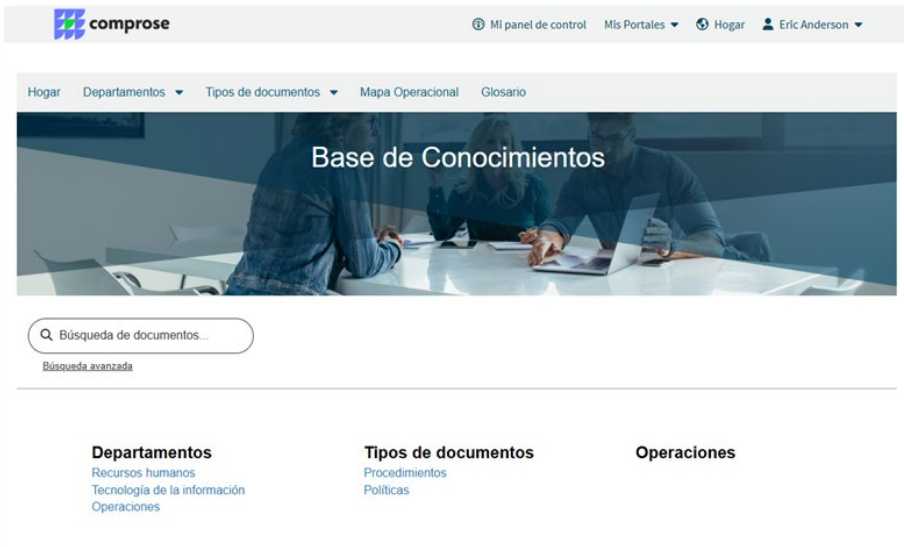 comprose
Mi panel de control Mis Portales Hogar Eric Anderson
Hogar Departamentos Tipos de documentos Mapa Operacional Glosario
Base de Conocimientos
Búsqueda de documentos...
Búsqueda avanzada
Departamentos
Recursos humanos
Tecnología de la información
Operaciones
Tipos de documentos
Procedimientos
Políticas
Operaciones